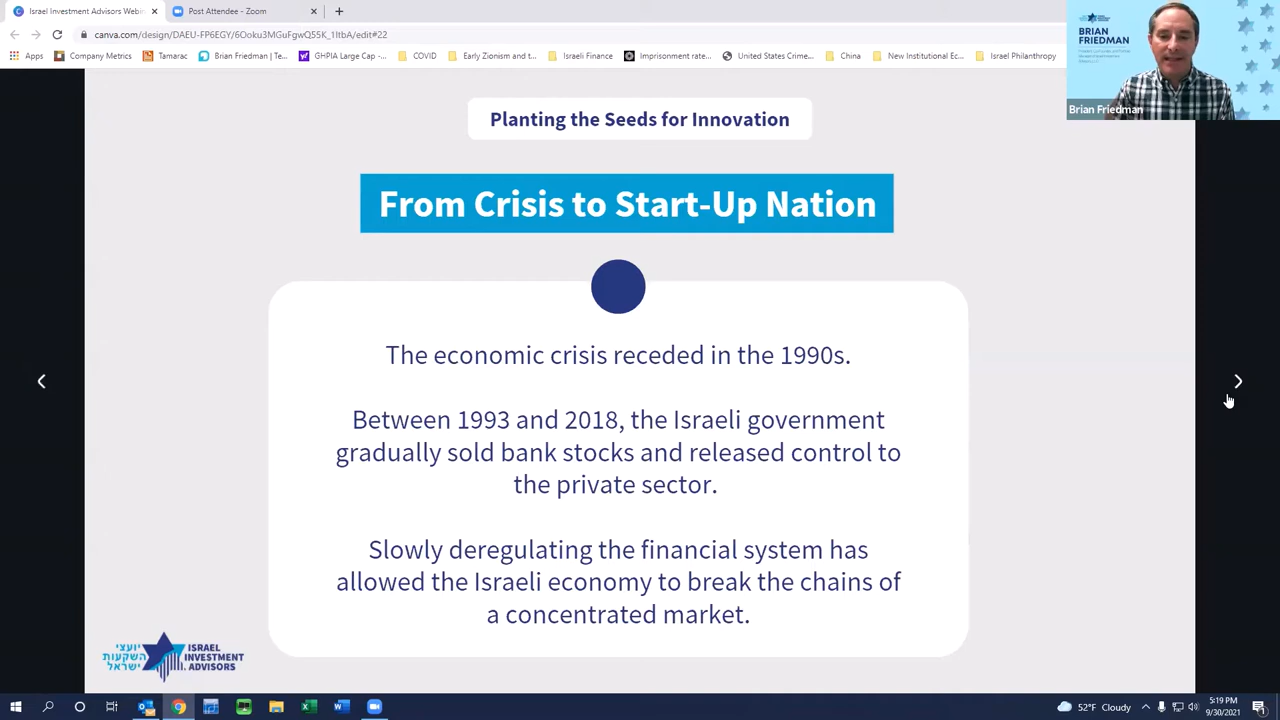 Israel Investment Advisors Webin
Post Attendee - Zoom
canva.com/design/DAEU-FP6EGY/6Ooku3MGuFgwQ55K_1ItbA/edit#22
Apps
Company Metrics
Tamarac
Brian Friedman | Te...
GHPIA Large Cap
COVID
Early Zionism and t...
Israeli Finance
Imprisonment rate...
United States Crime...
China
New Institutional Ec...
Israel Philanthropy
BRIAN
FRIEDMAN
Brian Friedman
Planting the Seeds for Innovation
From Crisis to Start-Up Nation
The economic crisis receded in the 1990s.
Between 1993 and 2018, the Israeli government
gradually sold bank stocks and released control to
the private sector.
Slowly deregulating the financial system has
allowed the Israeli economy to break the chains of
a concentrated market.
יועצי
השקעות
ישראל
ISRAEL
INVESTMENT
ADVISORS
52°F Cloudy
5:19 PM
9/30/2021